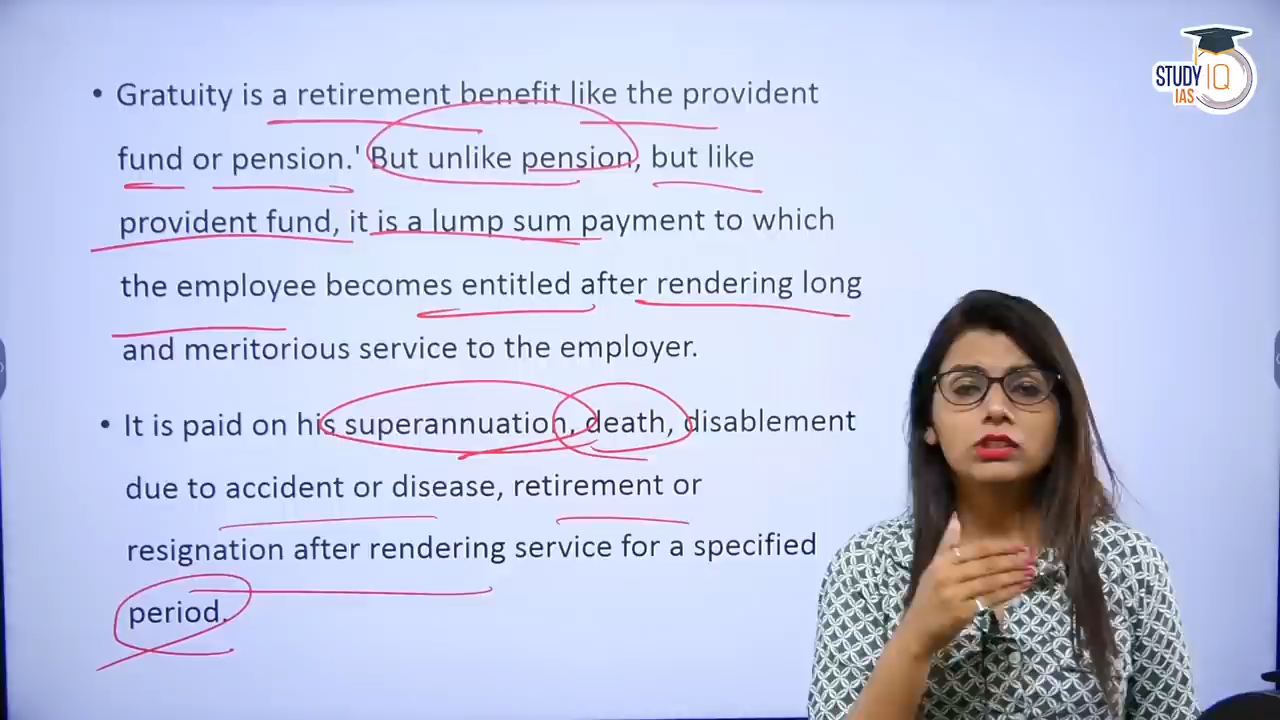 • Gratuity is a retirement benefit like the provident
fund or pension.' But unlike pension, but like
provident fund, it is a lump sum payment to which
the employee becomes entitled after rendering long
and meritorious service to the employer.
• It is paid on his superannuation, death, disablement
due to accident or disease, retirement or
resignation after rendering service for a specified
period.
STUDY IQ
IAS